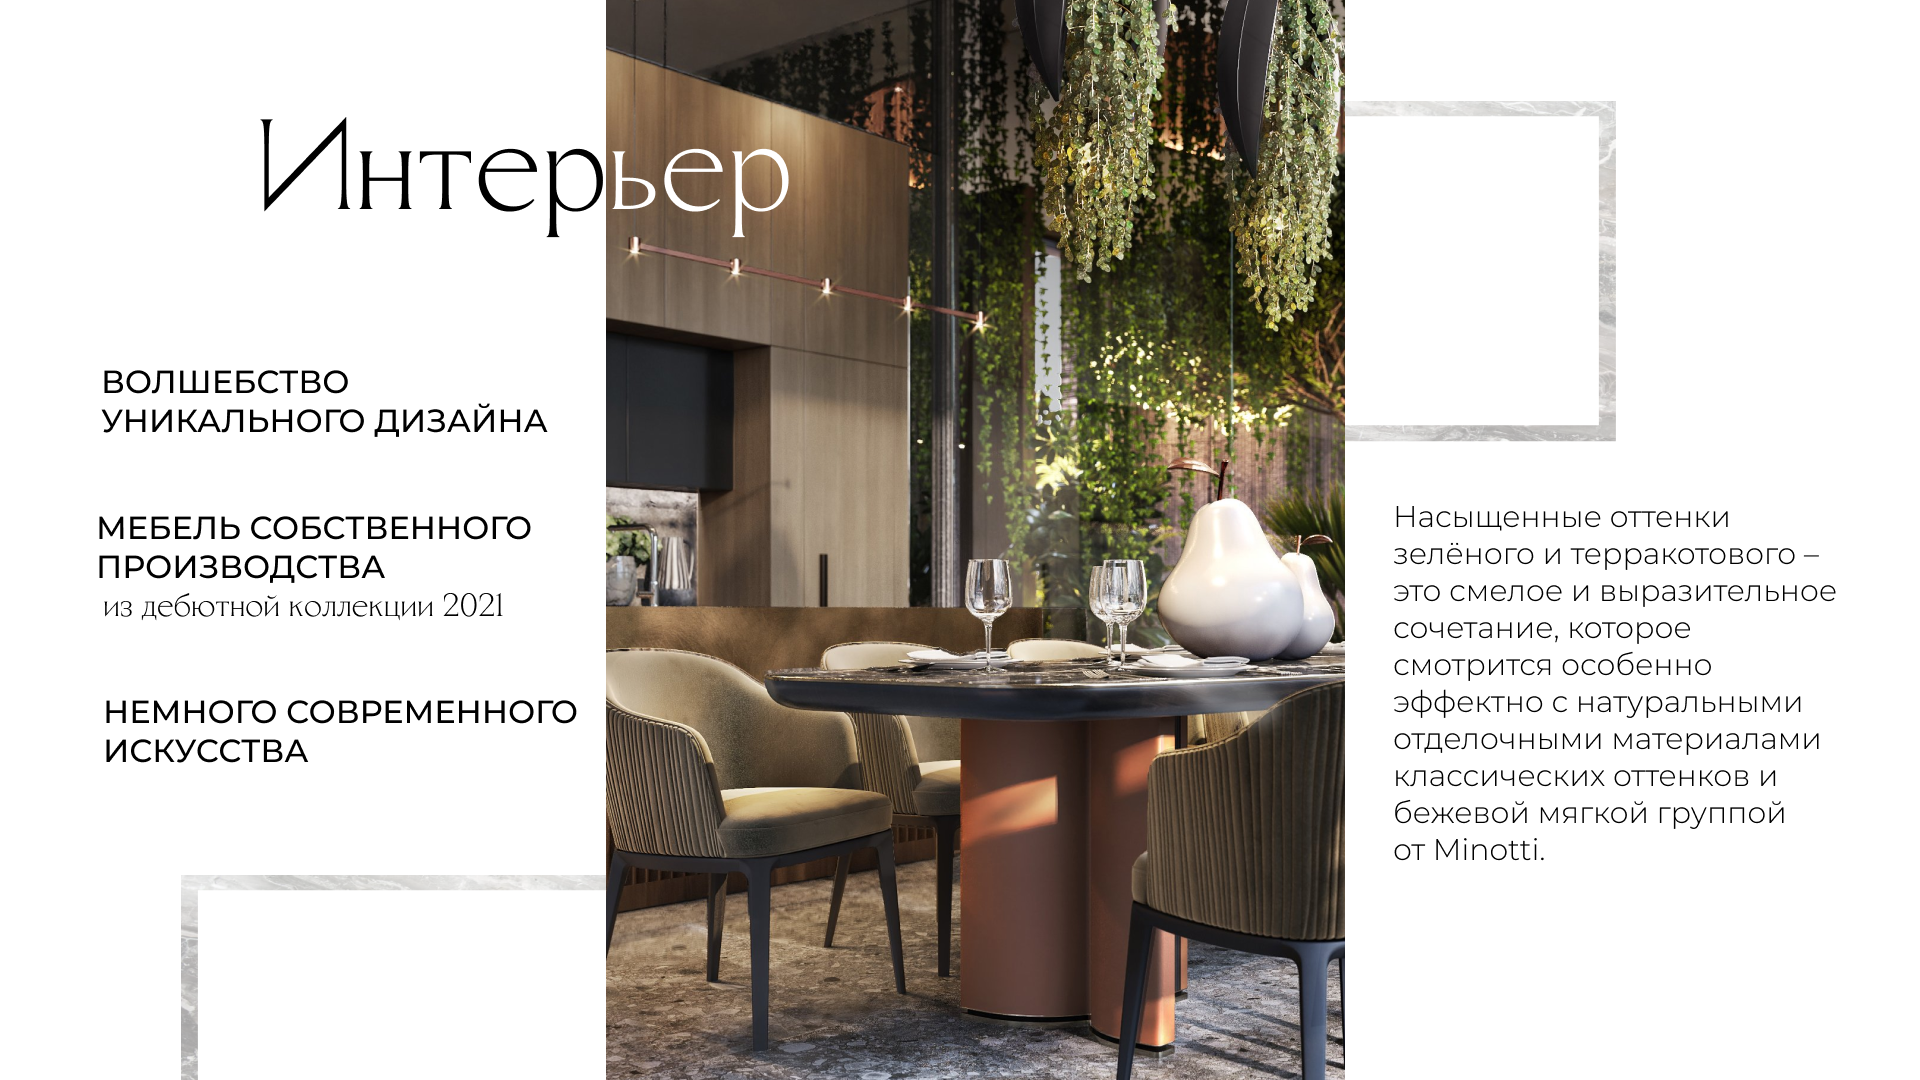 Интерьер
ВОЛШЕБСТВО
УНИКАЛЬНОГО ДИЗАЙНА
МЕБЕЛЬ СОБСТВЕННОГО
ПРОИЗВОДСТВА
из дебютной коллекции 2021
НЕМНОГО СОВРЕМЕННОГО
ИСКУССТВА
Насыщенные оттенки
зелёного и терракотового –
это смелое и выразительное
сочетание, которое
смотрится особенно
эффектно с натуральными
отделочными материалами
классических оттенков и
бежевой мягкой группой
от Minotti.